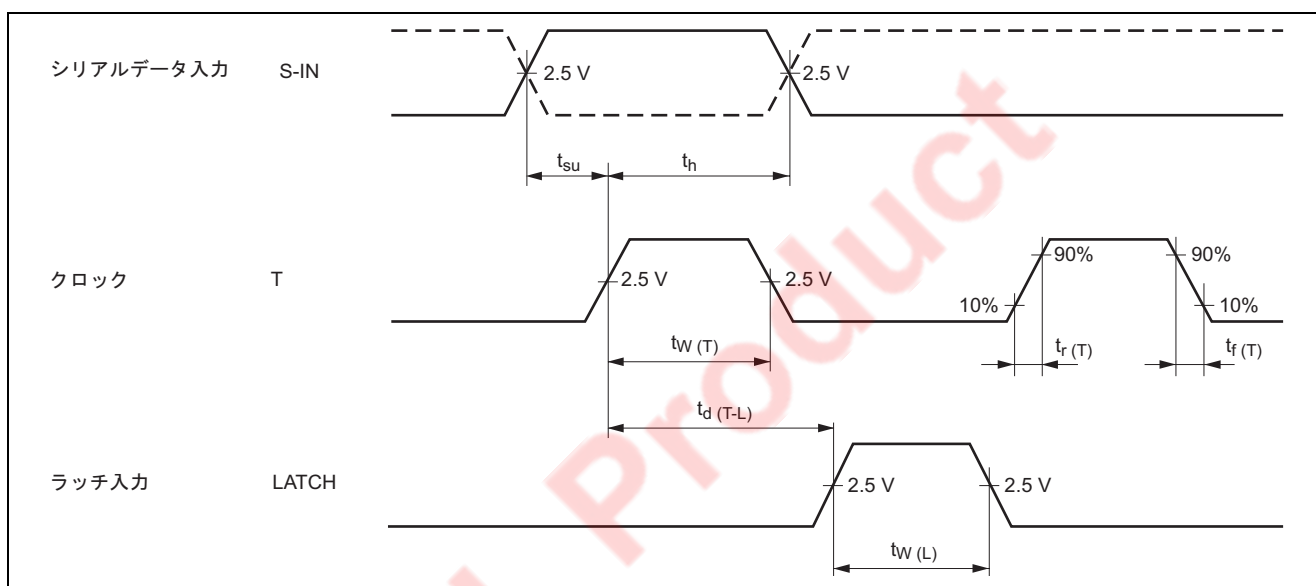 シリアルデータ入力 S-IN 2.5 V 2.5 V
tsu th
クロック T 2.5 V 2.5 V 10% 90% 90% 10%
tW (T) tr (T) tf (T)
td (T-L)
ラッチ入力 LATCH 2.5 V 2.5 V
tW (L)
Product